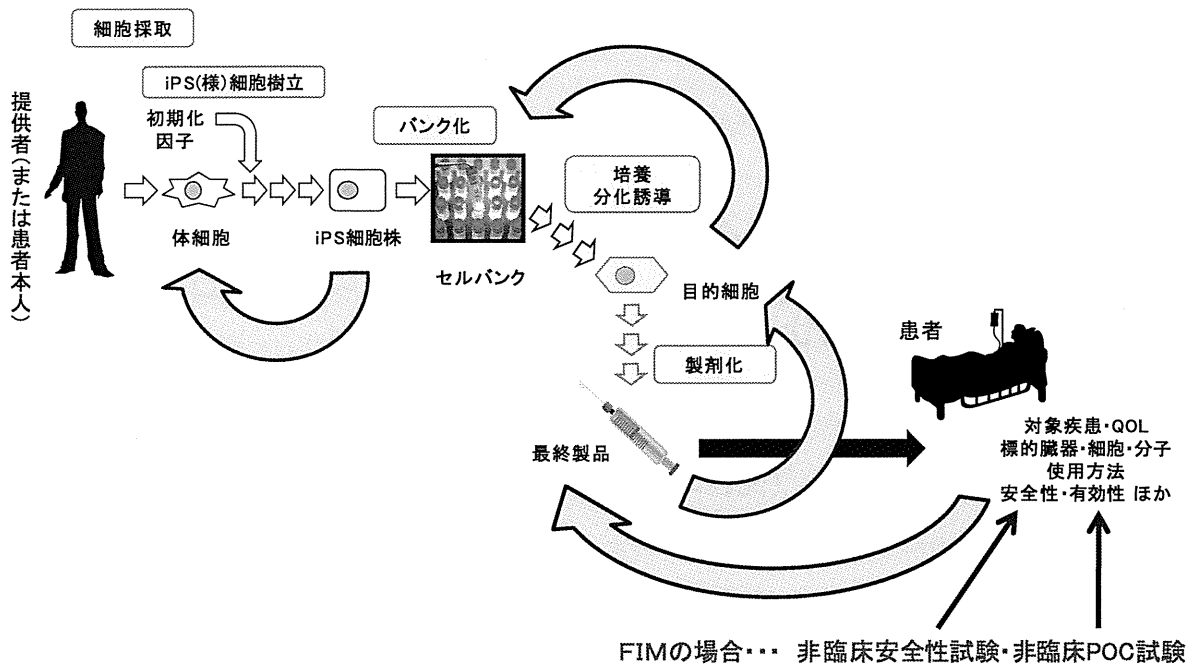 細胞採取
iPS(様)細胞樹立
初期化
因子
提供者(または患者本人)
バンク化
培養
分化誘導
体細胞
iPS細胞株
セルバンク
目的細胞
製剤化
患者
最終製品
対象疾患・QOL
標的臓器・細胞・分子
使用方法
安全性・有効性 ほか
FIMの場合・・・ 非臨床安全性試験・非臨床POC試験